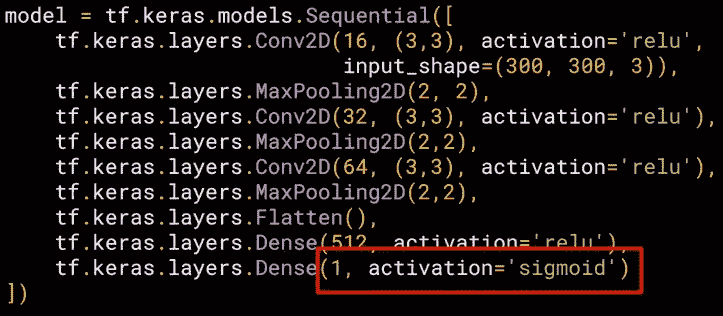 model = tf.keras.models.Sequential([
    tf.keras.layers.Conv2D(16, (3,3), activation='relu',
                           input_shape=(300, 300, 3)),
    tf.keras.layers.MaxPooling2D(2, 2),
    tf.keras.layers.Conv2D(32, (3,3), activation='relu'),
    tf.keras.layers.MaxPooling2D(2,2),
    tf.keras.layers.Conv2D(64, (3,3), activation='relu'),
    tf.keras.layers.MaxPooling2D(2,2),
    tf.keras.layers.Flatten(),
    tf.keras.layers.Dense(512, activation='relu'),
    tf.keras.layers.Dense(1, activation='sigmoid')
])